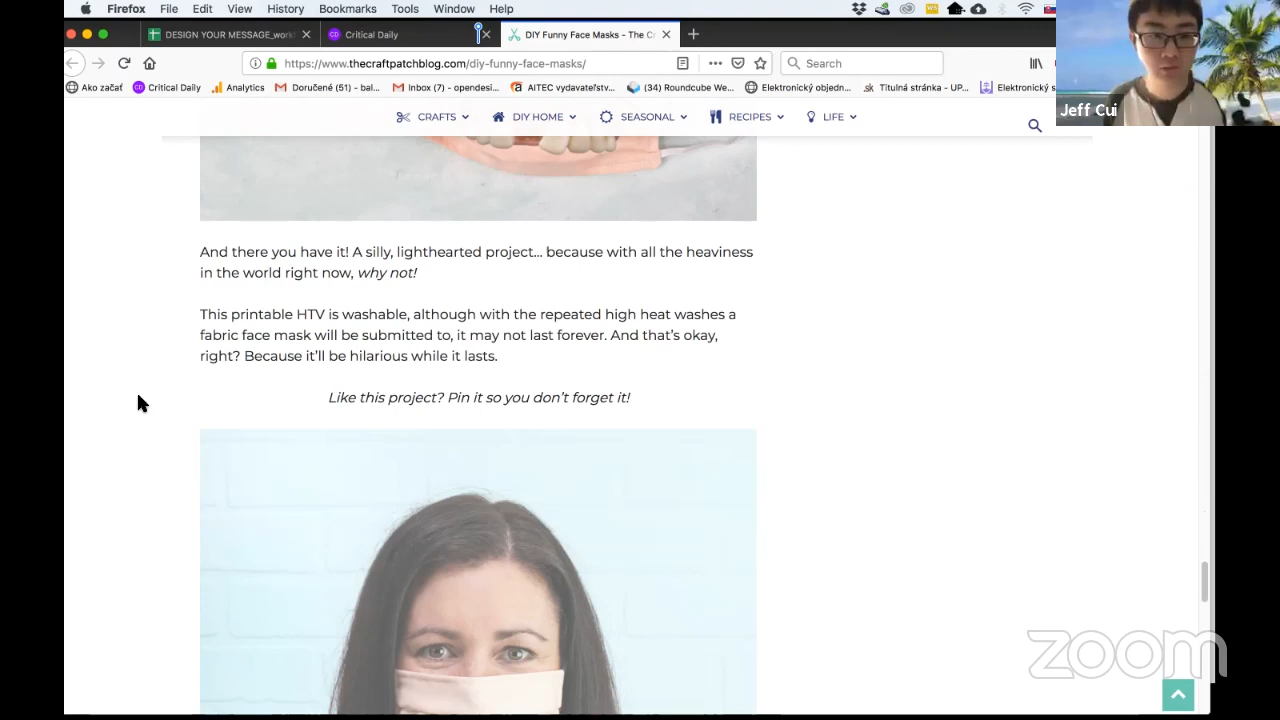 Firefox File Edit View History Bookmarks Tools Window Help
DESIGN YOUR MESSAGE_work
Critical Daily
DIY Funny Face Masks - The C
https://www.thecraftpatchblog.com/diy-funny-face-masks/
Search
Ako začať
Critical Daily
Analytics
Doručené (51) - bal...
Inbox (7) - opendesi...
AITEC vydavateľstv...
(34) Roundcube We...
Elektronický objedn...
Titulná stránka - UP...
Elektronický s
Jeff Cui
CRAFTS
DIY HOME
SEASONAL
RECIPES
LIFE
And there you have it! A silly, lighthearted project… because with all the heaviness
in the world right now, why not!
This printable HTV is washable, although with the repeated high heat washes a
fabric face mask will be submitted to, it may not last forever. And that’s okay,
right? Because it’ll be hilarious while it lasts.
Like this project? Pin it so you don’t forget it!
zoom